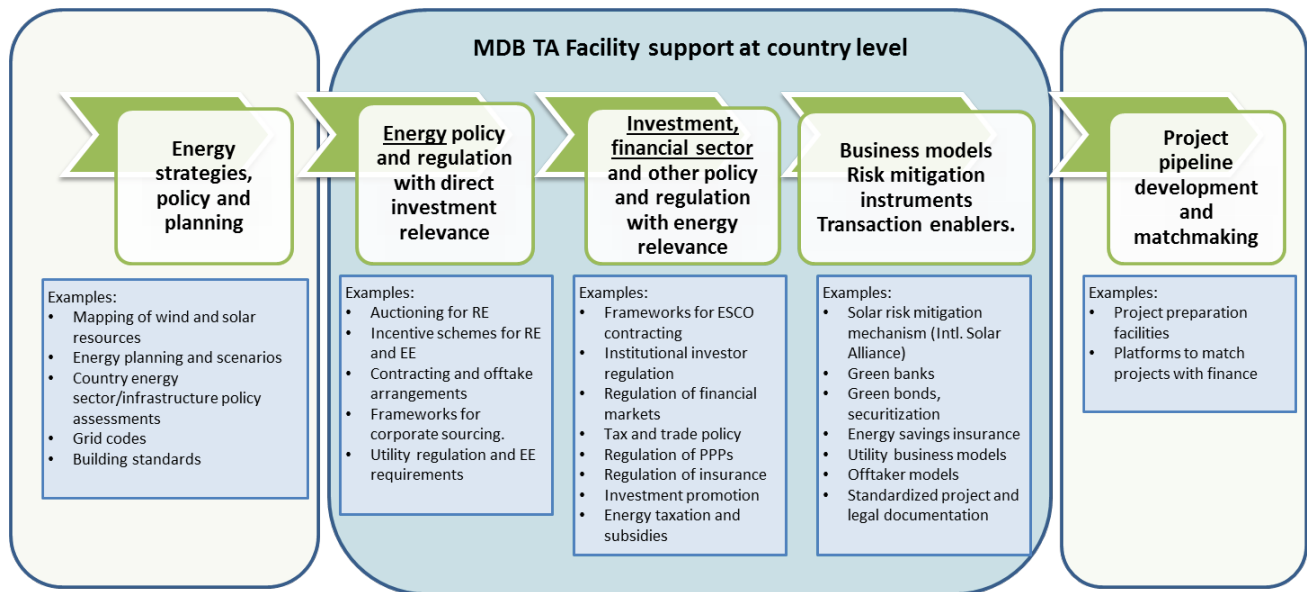 MDB TA Facility support at country level
Energy
strategies,
policy and
planning
Examples:
• Mapping of wind and solar
resources
• Energy planning and scenarios
• Country energy
sector/infrastructure policy
assessments
• Grid codes
• Building standards
Energy policy
and regulation
with direct
investment
relevance
Examples:
• Auctioning for RE
• Incentive schemes for RE
and EE
• Contracting and offtake
arrangements
• Frameworks for
corporate sourcing.
• Utility regulation and EE
requirements
Investment,
financial sector
and other policy
and regulation
with energy
relevance
Examples:
• Frameworks for ESCO
contracting
• Institutional investor
regulation
• Regulation of financial
markets
• Tax and trade policy
• Regulation of PPPs
• Regulation of insurance
• Investment promotion
• Energy taxation and
subsidies
Business models
Risk mitigation
instruments
Transaction enablers.
Examples:
• Solar risk mitigation
mechanism (Intl. Solar
Alliance)
• Green banks
• Green bonds,
securitization
• Energy savings insurance
• Utility business models
• Offtaker models
• Standardized project and
legal documentation
Project
pipeline
development
and
matchmaking
Examples:
• Project preparation
facilities
• Platforms to match
projects with finance